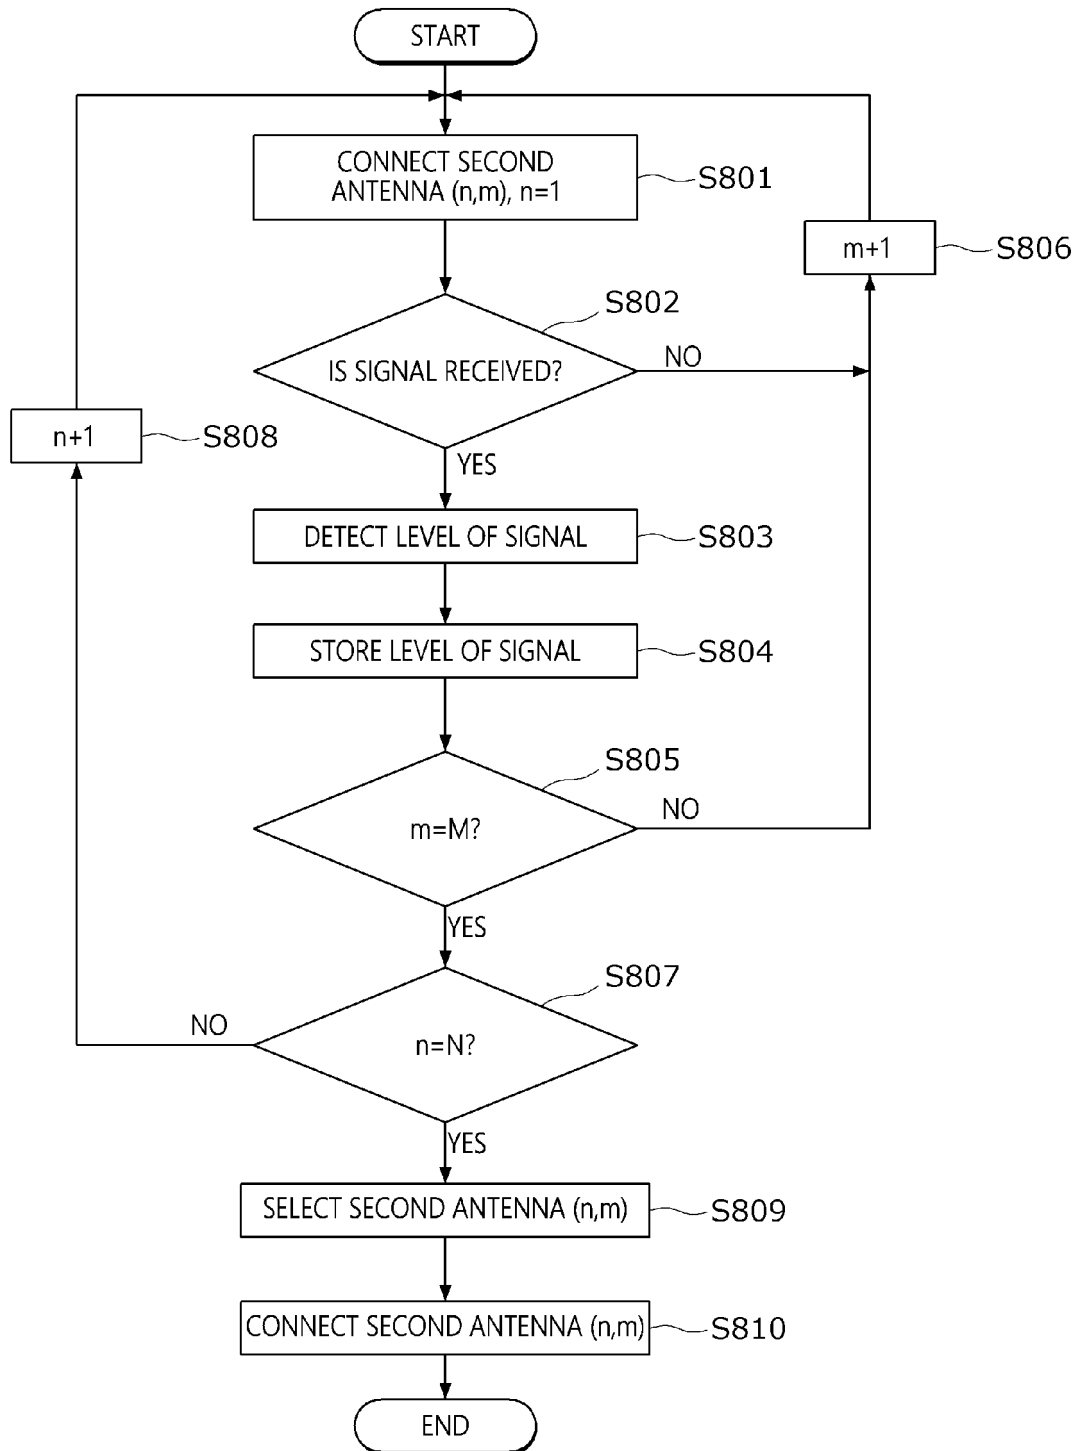 START
CONNECT SECOND
ANTENNA (n,m), n=1
S801
m+1
S806
S802
IS SIGNAL RECEIVED?
NO
n+1
S808
YES
DETECT LEVEL OF SIGNAL
S803
STORE LEVEL OF SIGNAL
S804
S805
m=M?
NO
YES
S807
NO
n=N?
YES
SELECT SECOND ANTENNA (n,m)
S809
CONNECT SECOND ANTENNA (n,m)
S810
END